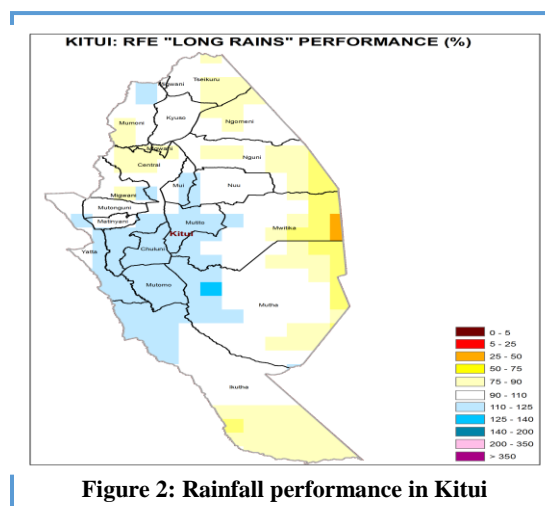 KITUI: RFE "LONG RAINS" PERFORMANCE (%)
Tseikuru
Migwani
Kyuso
Mumoni
Ngomeni
Migwani
Central
Nguni
Mui
Nuu
Migwani
Mutonguni
Matinyani
Mutito
Kitui
Mwitika
Yatta
Chuluni
Mutomo
Mutha
Ikutha
0 - 5
5 - 25
25 - 50
50 - 75
75 - 90
90 - 110
110 - 125
125 - 140
140 - 200
200 - 350
> 350
Figure 2: Rainfall performance in Kitui